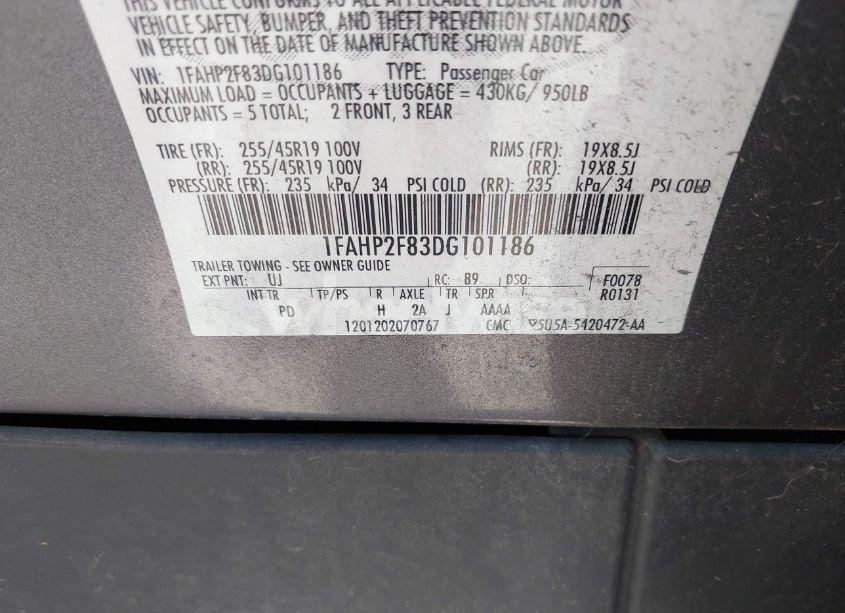 THIS VEHICLE CONFORMS TO ALL APPLICABLE FEDERAL MOTOR
VEHICLE SAFETY, BUMPER, AND THEFT PREVENTION STANDARDS
IN EFFECT ON THE DATE OF MANUFACTURE SHOWN ABOVE.
VIN: 1FAHP2F83DG101186 TYPE: Passenger Car
MAXIMUM LOAD = OCCUPANTS + LUGGAGE = 430KG/ 950LB
OCCUPANTS = 5 TOTAL; 2 FRONT, 3 REAR
TIRE (FR): 255/45R19 100V RIMS (FR): 19X8.5J
(RR): 255/45R19 100V (RR): 19X8.5J
PRESSURE (FR): 235 kPa/ 34 PSI COLD (RR): 235 kPa/ 34 PSI COLD
1FAHP2F83DG101186
TRAILER TOWING - SEE OWNER GUIDE
EXT PNT: UJ RC: B9 DSO: F0078
INT TR TP/PS R AXLE TR SPR R0131
PD H 2A J AAAA
1201202070767 CMC 5U5A-5420472-AA